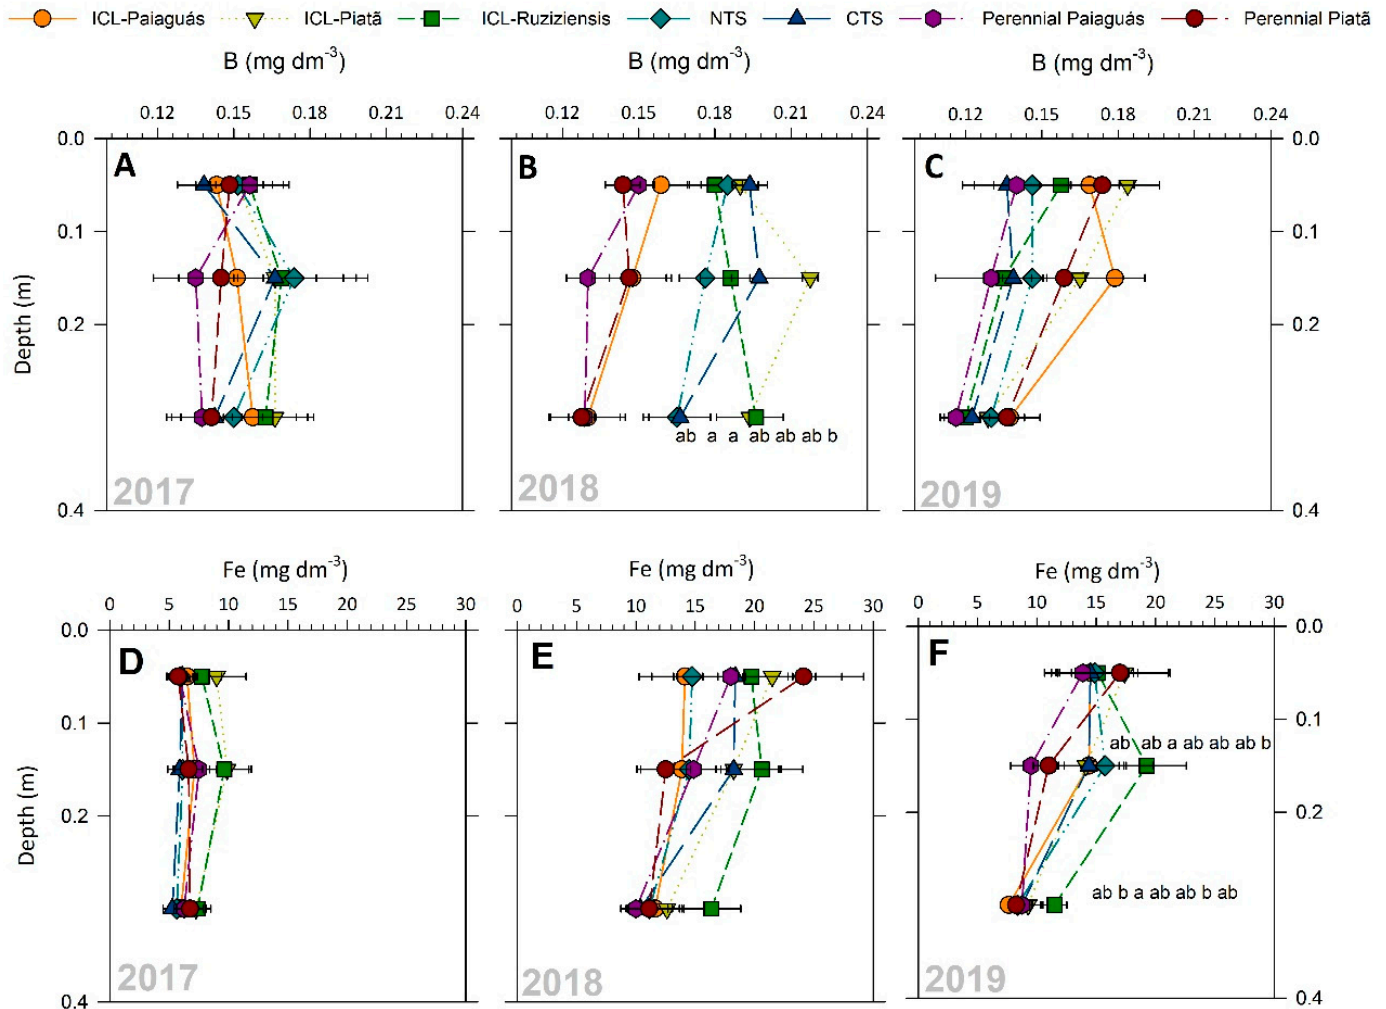 ICL-Paiaguás ICL-Piatã ICL-Ruziziensis NTS CTS Perennial Paiaguás Perennial Piatã
B (mg dm-3) B (mg dm-3) B (mg dm-3)
0.12 0.15 0.18 0.21 0.24 0.12 0.15 0.18 0.21 0.24 0.12 0.15 0.18 0.21 0.24
0.0 0.0
A B C
0.1 0.1
0.2 0.2
Depth (m)
ab a a ab ab ab b
2017 2018 2019
0.4 0.4
Fe (mg dm-3) Fe (mg dm-3) Fe (mg dm-3)
0 5 10 15 20 25 30 0 5 10 15 20 25 30 0 5 10 15 20 25 30
0.0 0.0
D E F
0.1 0.1
ab ab a ab ab ab b
0.2 0.2
Depth (m)
ab b a ab ab b ab
2017 2018 2019
0.4 0.4